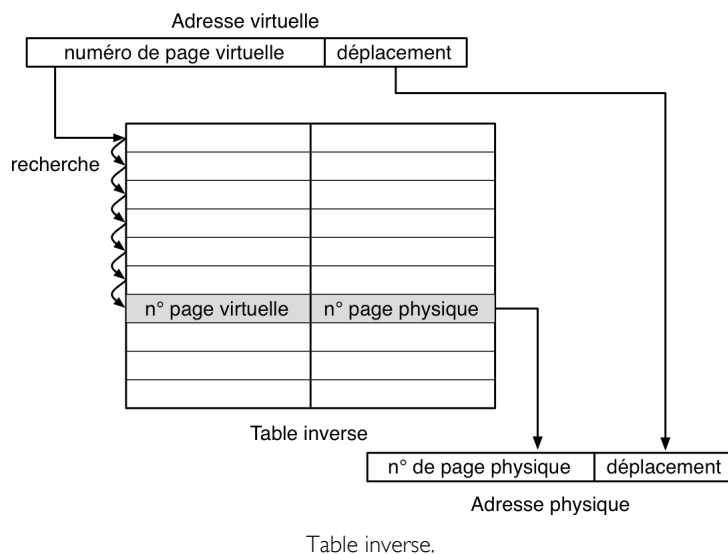 Adresse virtuelle
numéro de page virtuelle déplacement
recherche
n° page virtuelle n° page physique
Table inverse
n° de page physique déplacement
Adresse physique
Table inverse.